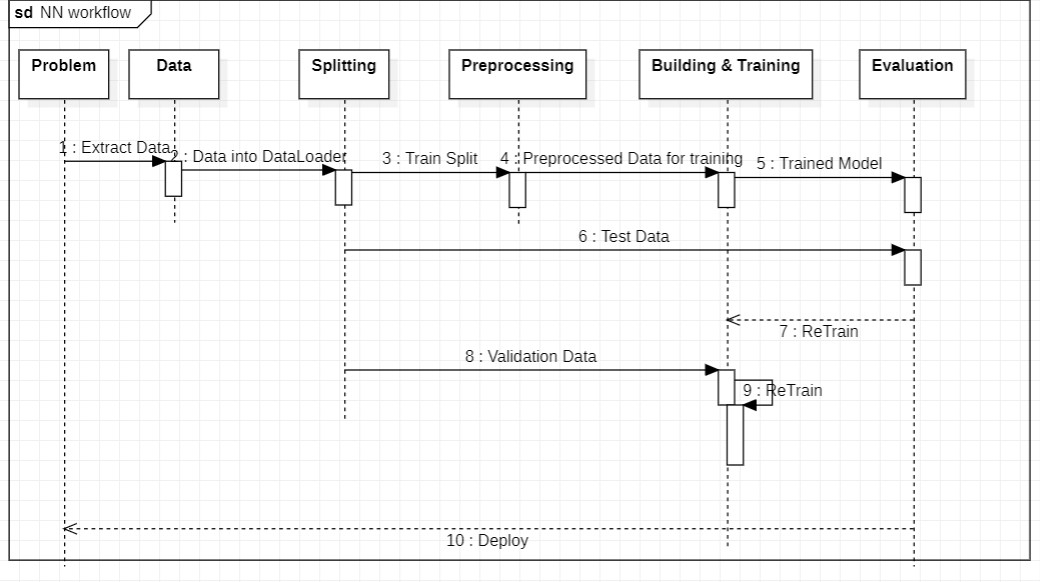 sd NN workflow
Problem
Data
Splitting
Preprocessing
Building & Training
Evaluation
1 : Extract Data
2 : Data into DataLoader
3 : Train Split
4 : Preprocessed Data for training
5 : Trained Model
6 : Test Data
7 : ReTrain
8 : Validation Data
9 : ReTrain
10 : Deploy